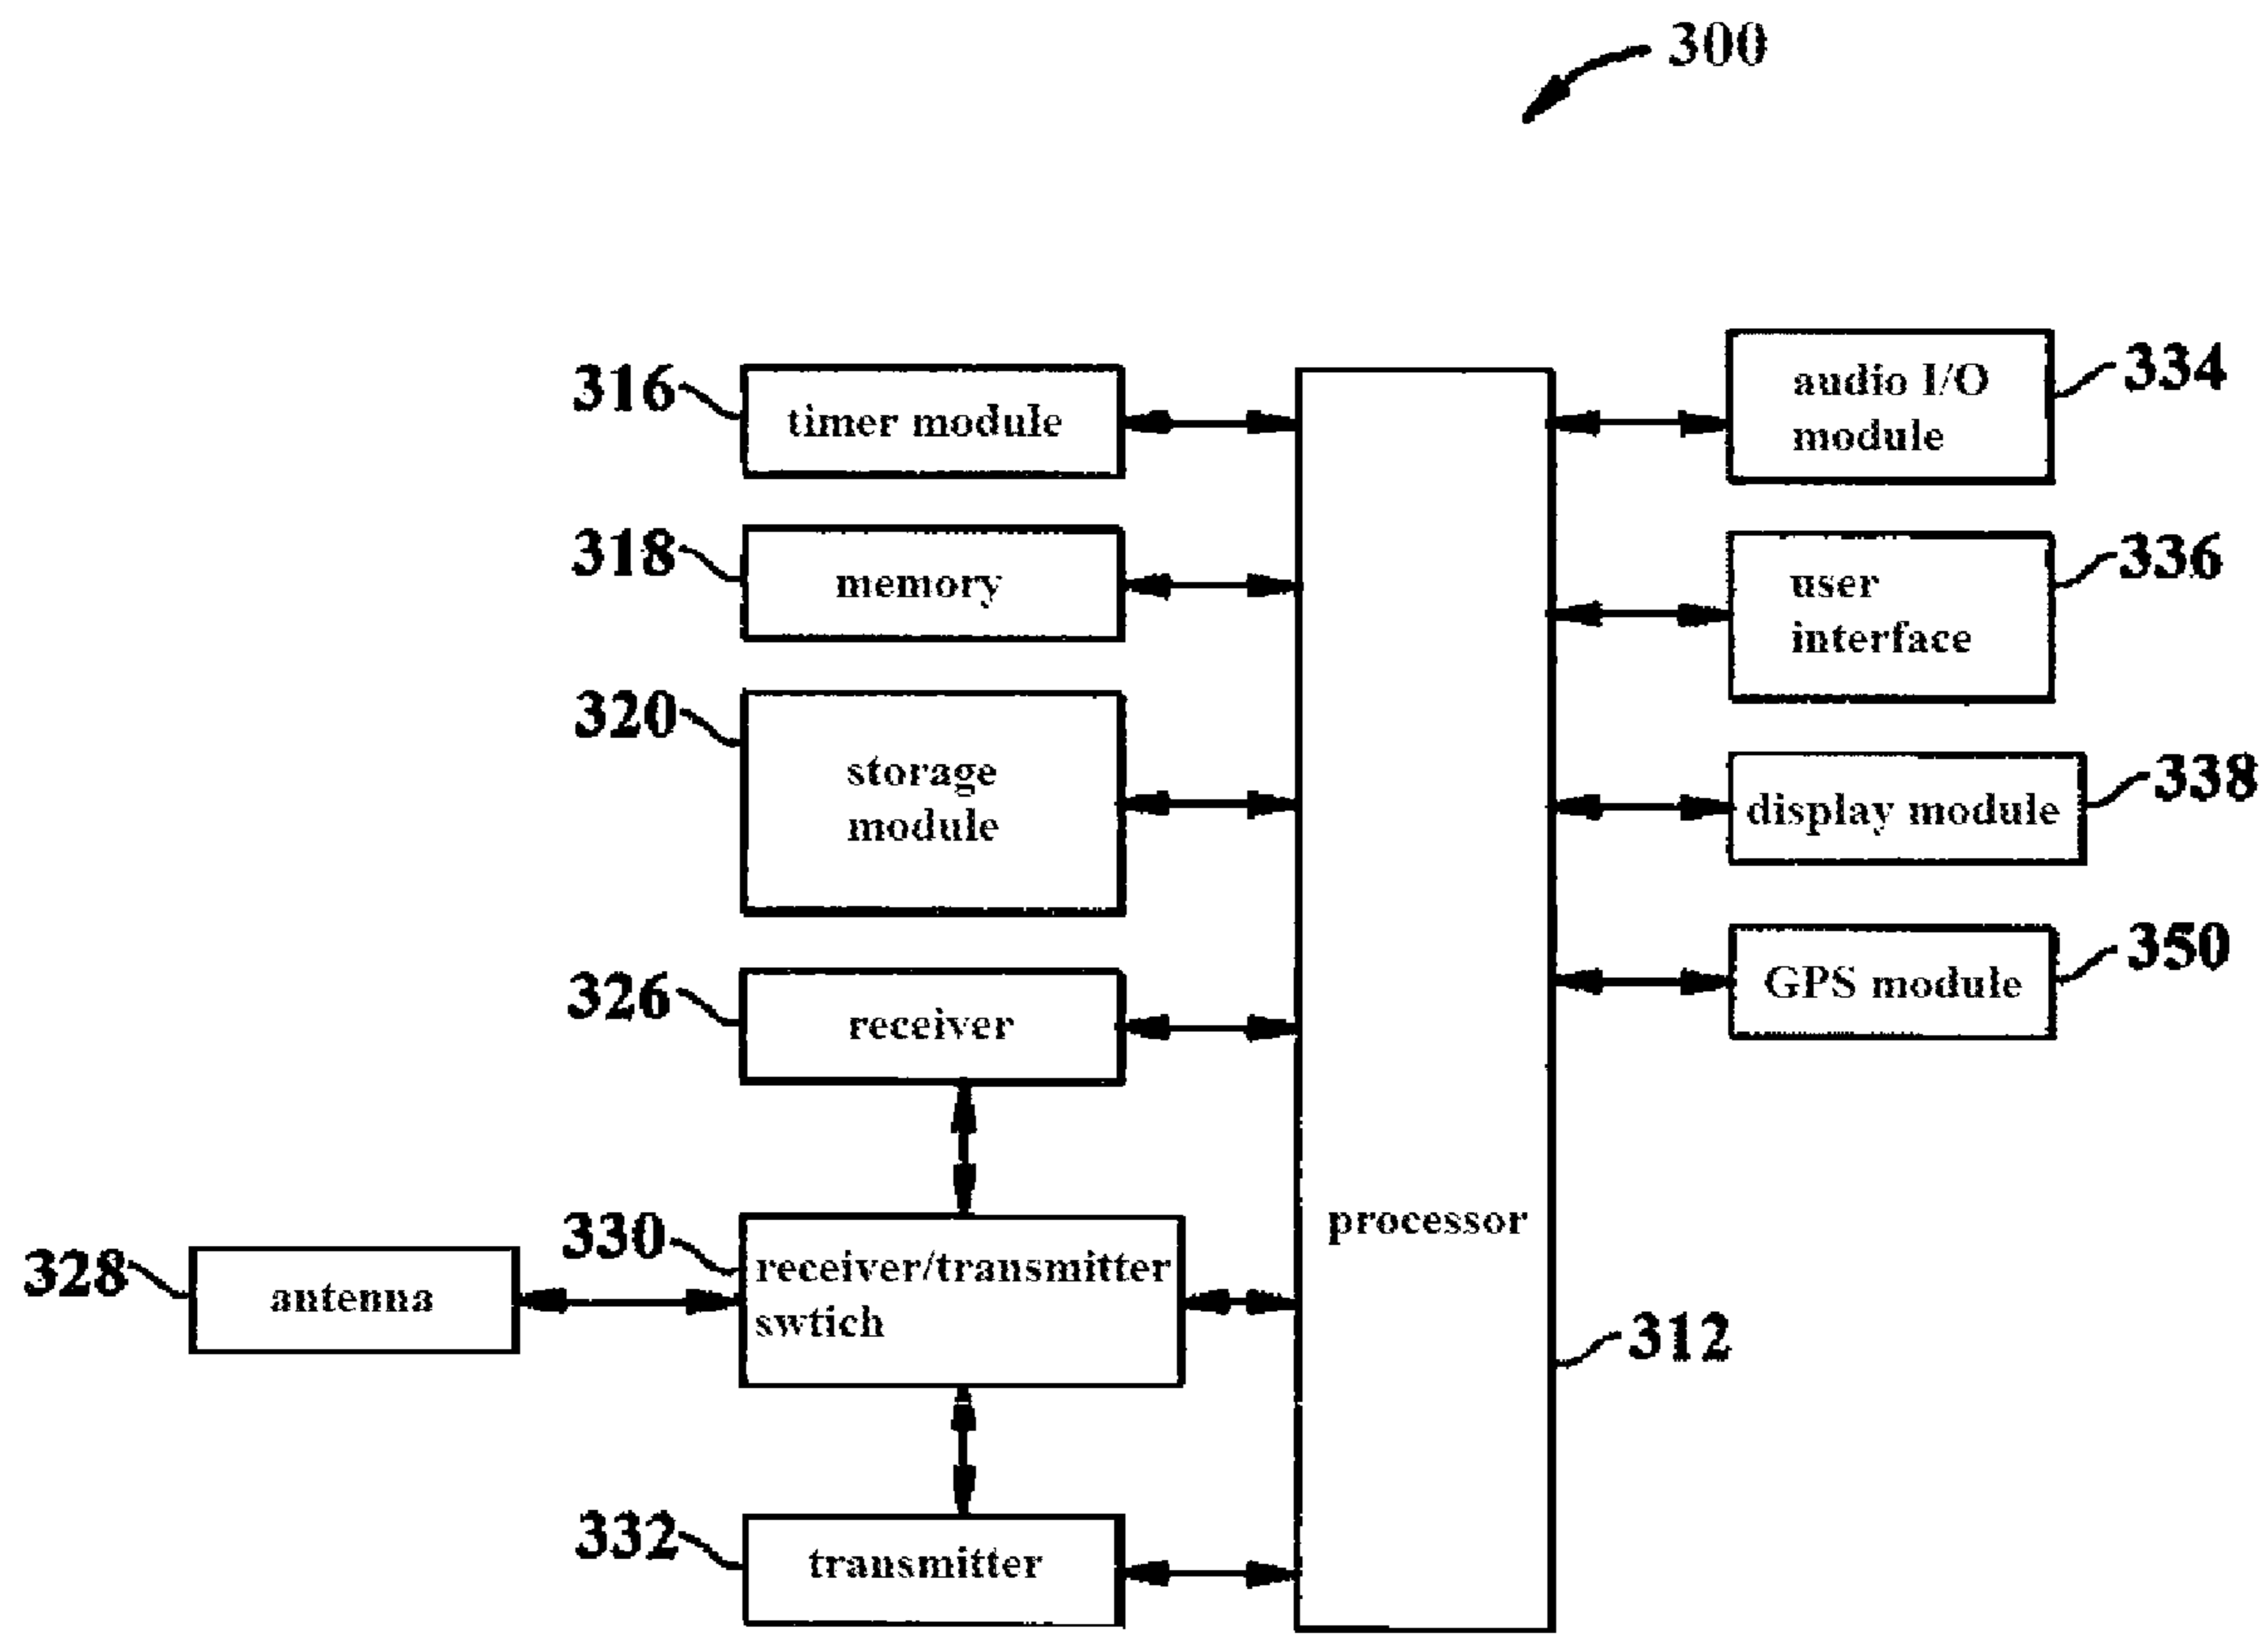 300
316
timer module
318
memory
320
storage
module
326
receiver
328
antenna
330
receiver/transmitter
swtich
332
transmitter
processor
312
audio I/O
module
334
user
interface
336
display module
338
GPS module
350